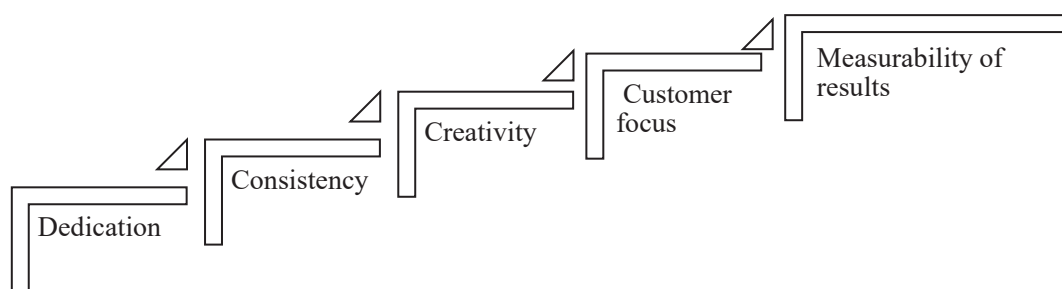 Dedication
Consistency
Creativity
Customer
focus
Measurability of
results